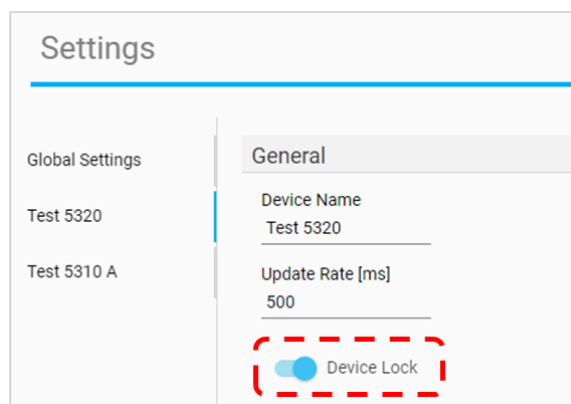 Settings
Global Settings
Test 5320
Test 5310 A
General
Device Name
Test 5320
Update Rate [ms]
500
Device Lock